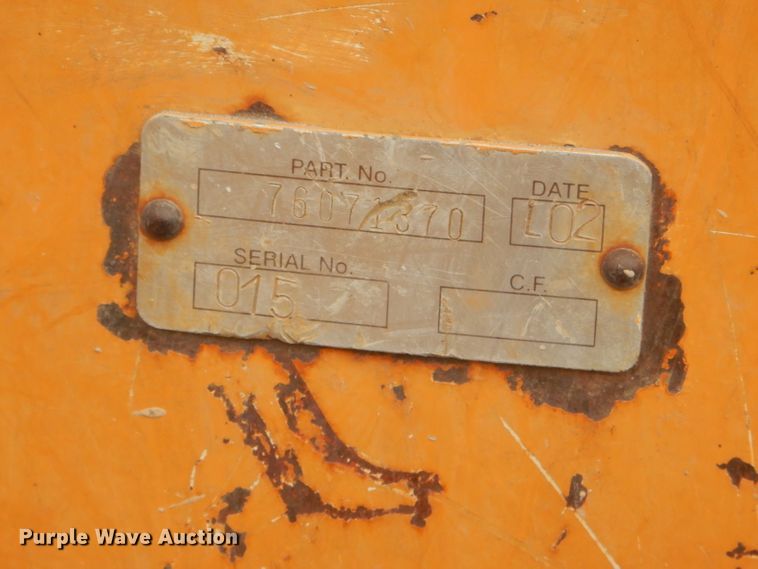 PART. No.
76071370
DATE
L02
SERIAL No.
015
C.F.
Purple Wave Auction